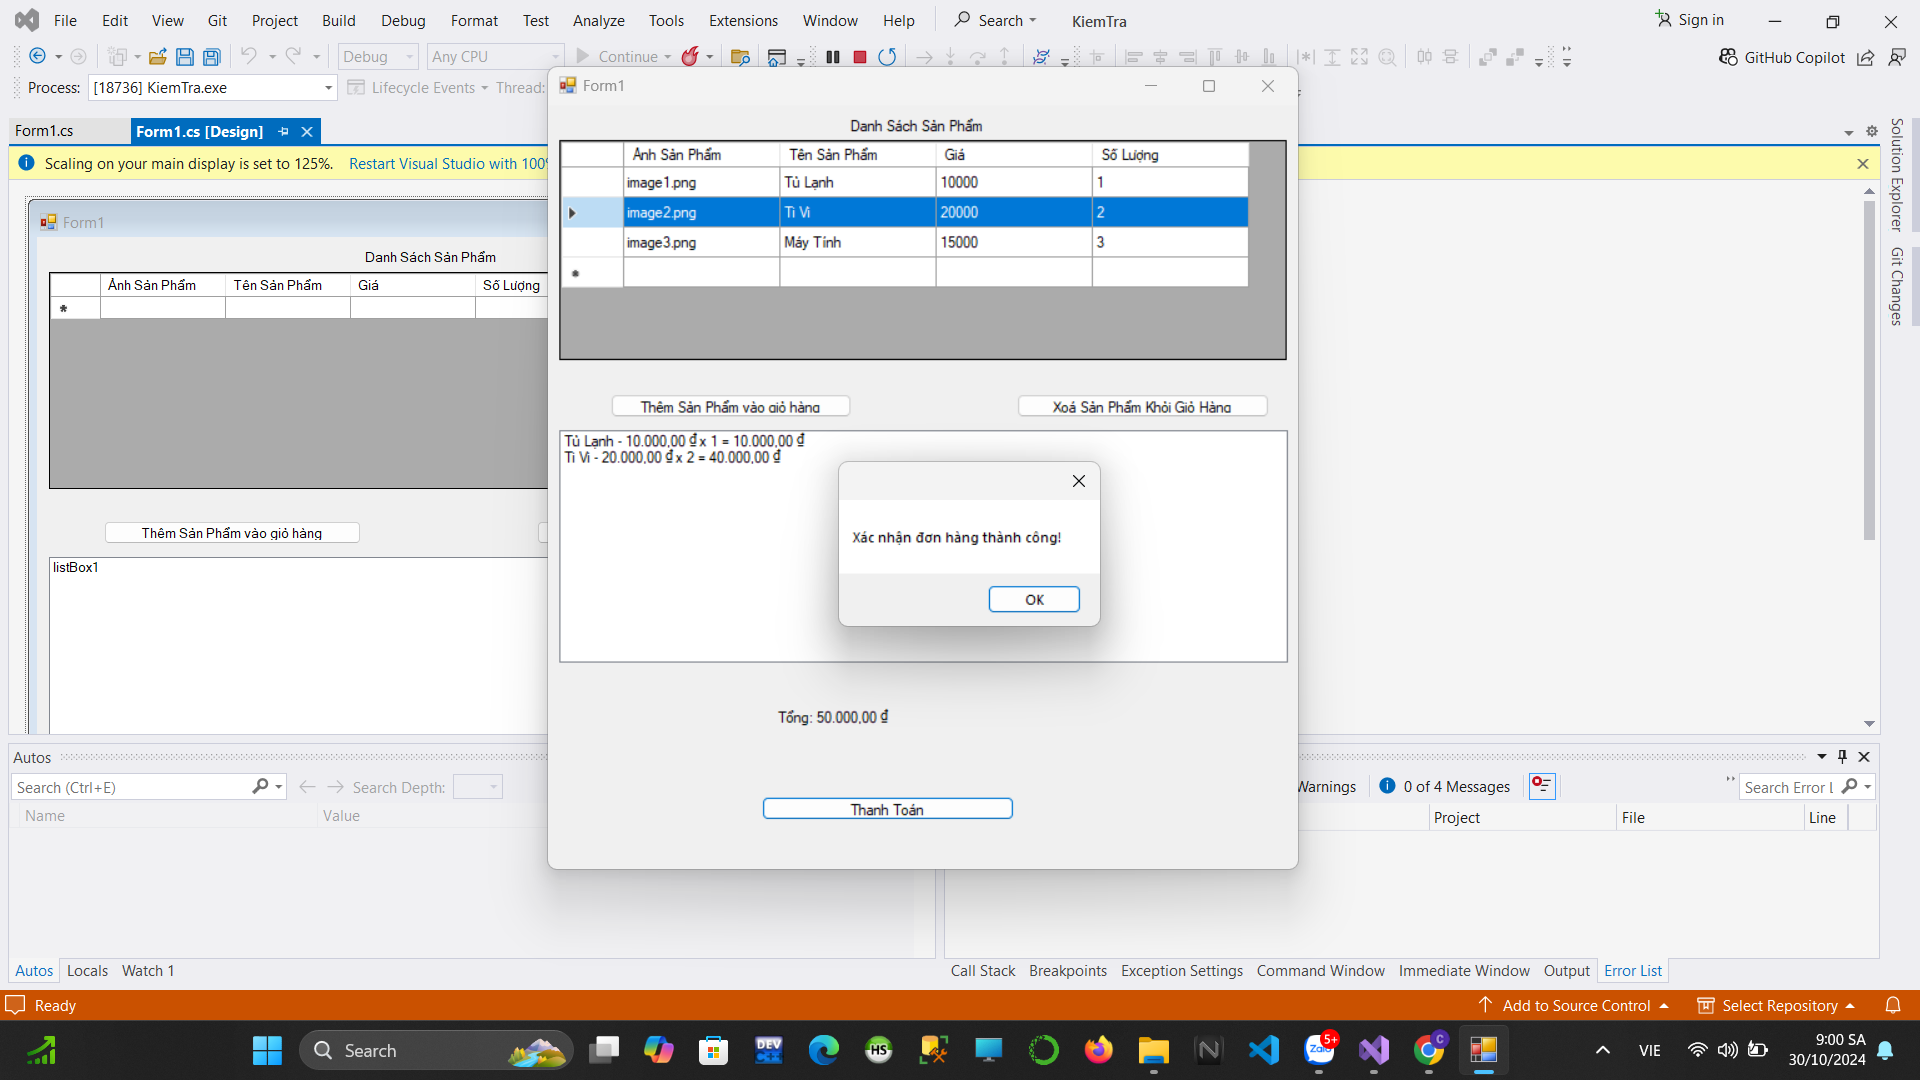 File Edit View Git Project Build Debug Format Test Analyze Tools Extensions Window Help Search KiemTra Sign in
Debug Any CPU Continue GitHub Copilot
Process: [18736] KiemTra.exe Lifecycle Events Thread:
Form1.cs Form1.cs [Design]
Scaling on your main display is set to 125%. Restart Visual Studio with 100%
Form1
Danh Sách Sản Phẩm
Ảnh Sản Phẩm Tên Sản Phẩm Giá Số Lượng
Thêm Sản Phẩm vào giỏ hàng
listBox1
Form1
Danh Sách Sản Phẩm
Ảnh Sản Phẩm Tên Sản Phẩm Giá Số Lượng
image1.png Tủ Lạnh 10000 1
image2.png Ti Vi 20000 2
image3.png Máy Tính 15000 3
Thêm Sản Phẩm vào giỏ hàng Xoá Sản Phẩm Khỏi Giỏ Hàng
Tủ Lạnh - 10.000,00 ₫ x 1 = 10.000,00 ₫
Ti Vi - 20.000,00 ₫ x 2 = 40.000,00 ₫
Xác nhận đơn hàng thành công!
OK
Tổng: 50.000,00 ₫
Thanh Toán
Solution Explorer
Git Changes
Autos
Search (Ctrl+E) Search Depth:
Name Value
Warnings 0 of 4 Messages Search Error L
Project File Line
Autos Locals Watch 1
Call Stack Breakpoints Exception Settings Command Window Immediate Window Output Error List
Ready Add to Source Control Select Repository
Search
DEV
HS
Zalo
5+
C
VIE
9:00 SA
30/10/2024